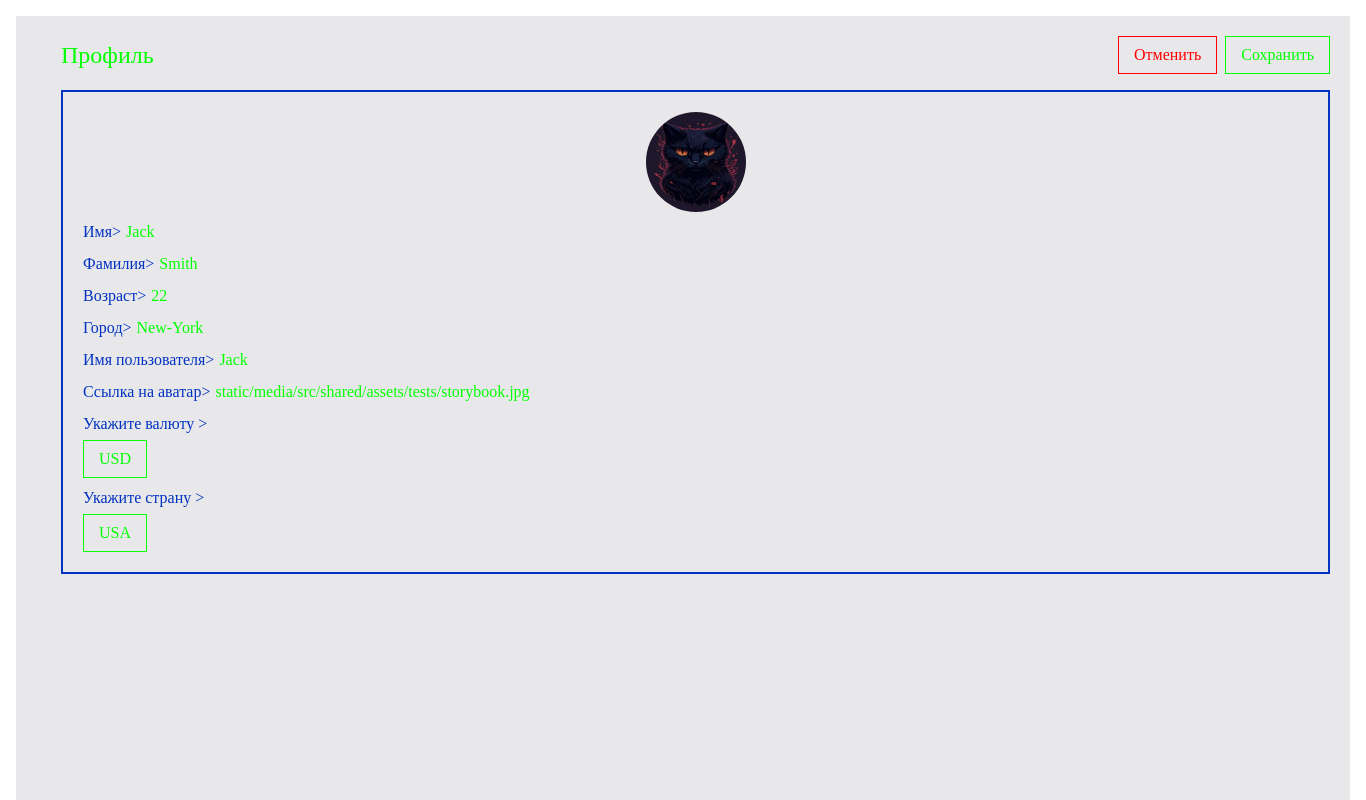 Профиль
Отменить
Сохранить
Имя> Jack
Фамилия> Smith
Возраст> 22
Город> New-York
Имя пользователя> Jack
Ссылка на аватар> static/media/src/shared/assets/tests/storybook.jpg
Укажите валюту >
USD
Укажите страну >
USA